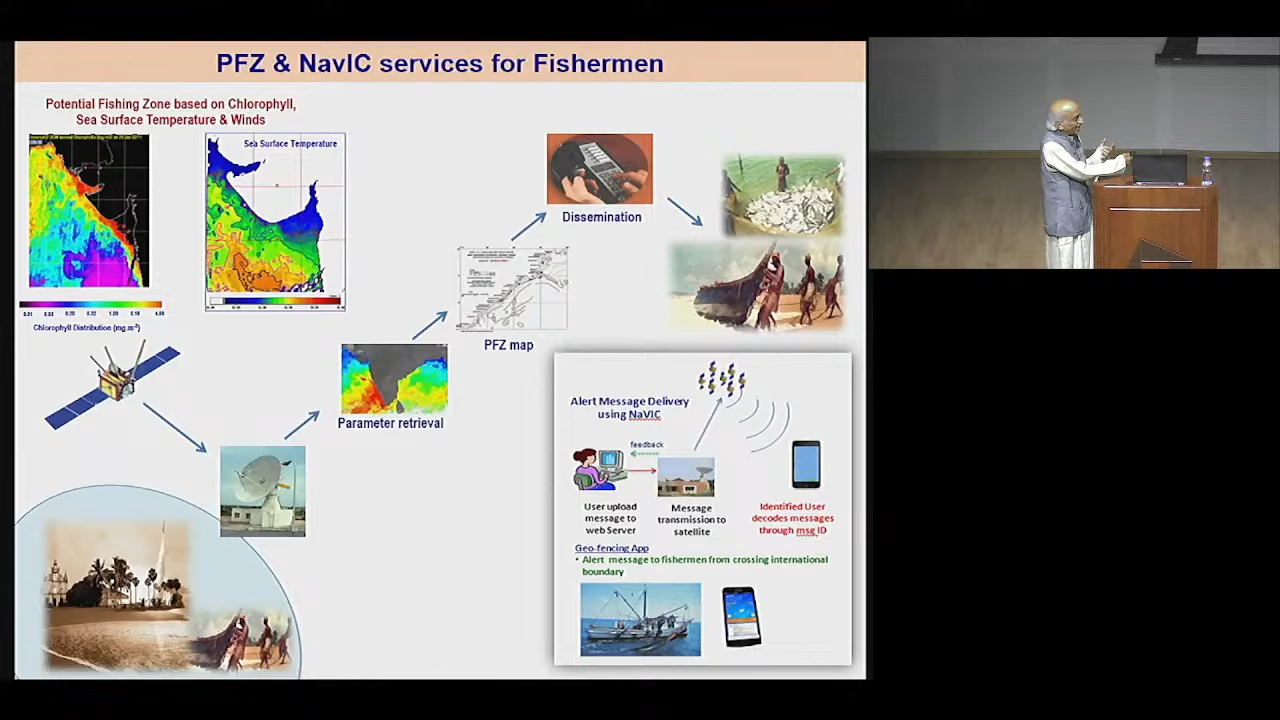 PFZ & NavIC services for Fishermen
Potential Fishing Zone based on Chlorophyll,
Sea Surface Temperature & Winds
Sea Surface Temperature
0.01
Chlorophyll Distribution (mg.m-2)
Parameter retrieval
PFZ map
Dissemination
Alert Message Delivery
using NaVIC
feedback
User upload
message to
web Server
Message
transmission to
satellite
Identified User
decodes messages
through msg ID
Geo-fencing App
• Alert message to fishermen from crossing international
boundary